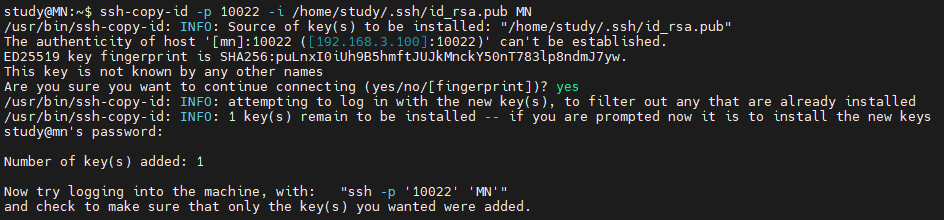 study@MN:~$ ssh-copy-id -p 10022 -i /home/study/.ssh/id_rsa.pub MN
/usr/bin/ssh-copy-id: INFO: Source of key(s) to be installed: "/home/study/.ssh/id_rsa.pub"
The authenticity of host '[mn]:10022 ([192.168.3.100]:10022)' can't be established.
ED25519 key fingerprint is SHA256:puLnxI0iUh9B5hmftJUJkMnckY50nT783lp8ndmJ7yw.
This key is not known by any other names
Are you sure you want to continue connecting (yes/no/[fingerprint])? yes
/usr/bin/ssh-copy-id: INFO: attempting to log in with the new key(s), to filter out any that are already installed
/usr/bin/ssh-copy-id: INFO: 1 key(s) remain to be installed -- if you are prompted now it is to install the new keys
study@mn's password:
Number of key(s) added: 1
Now try logging into the machine, with:   "ssh -p '10022' 'MN'"
and check to make sure that only the key(s) you wanted were added.